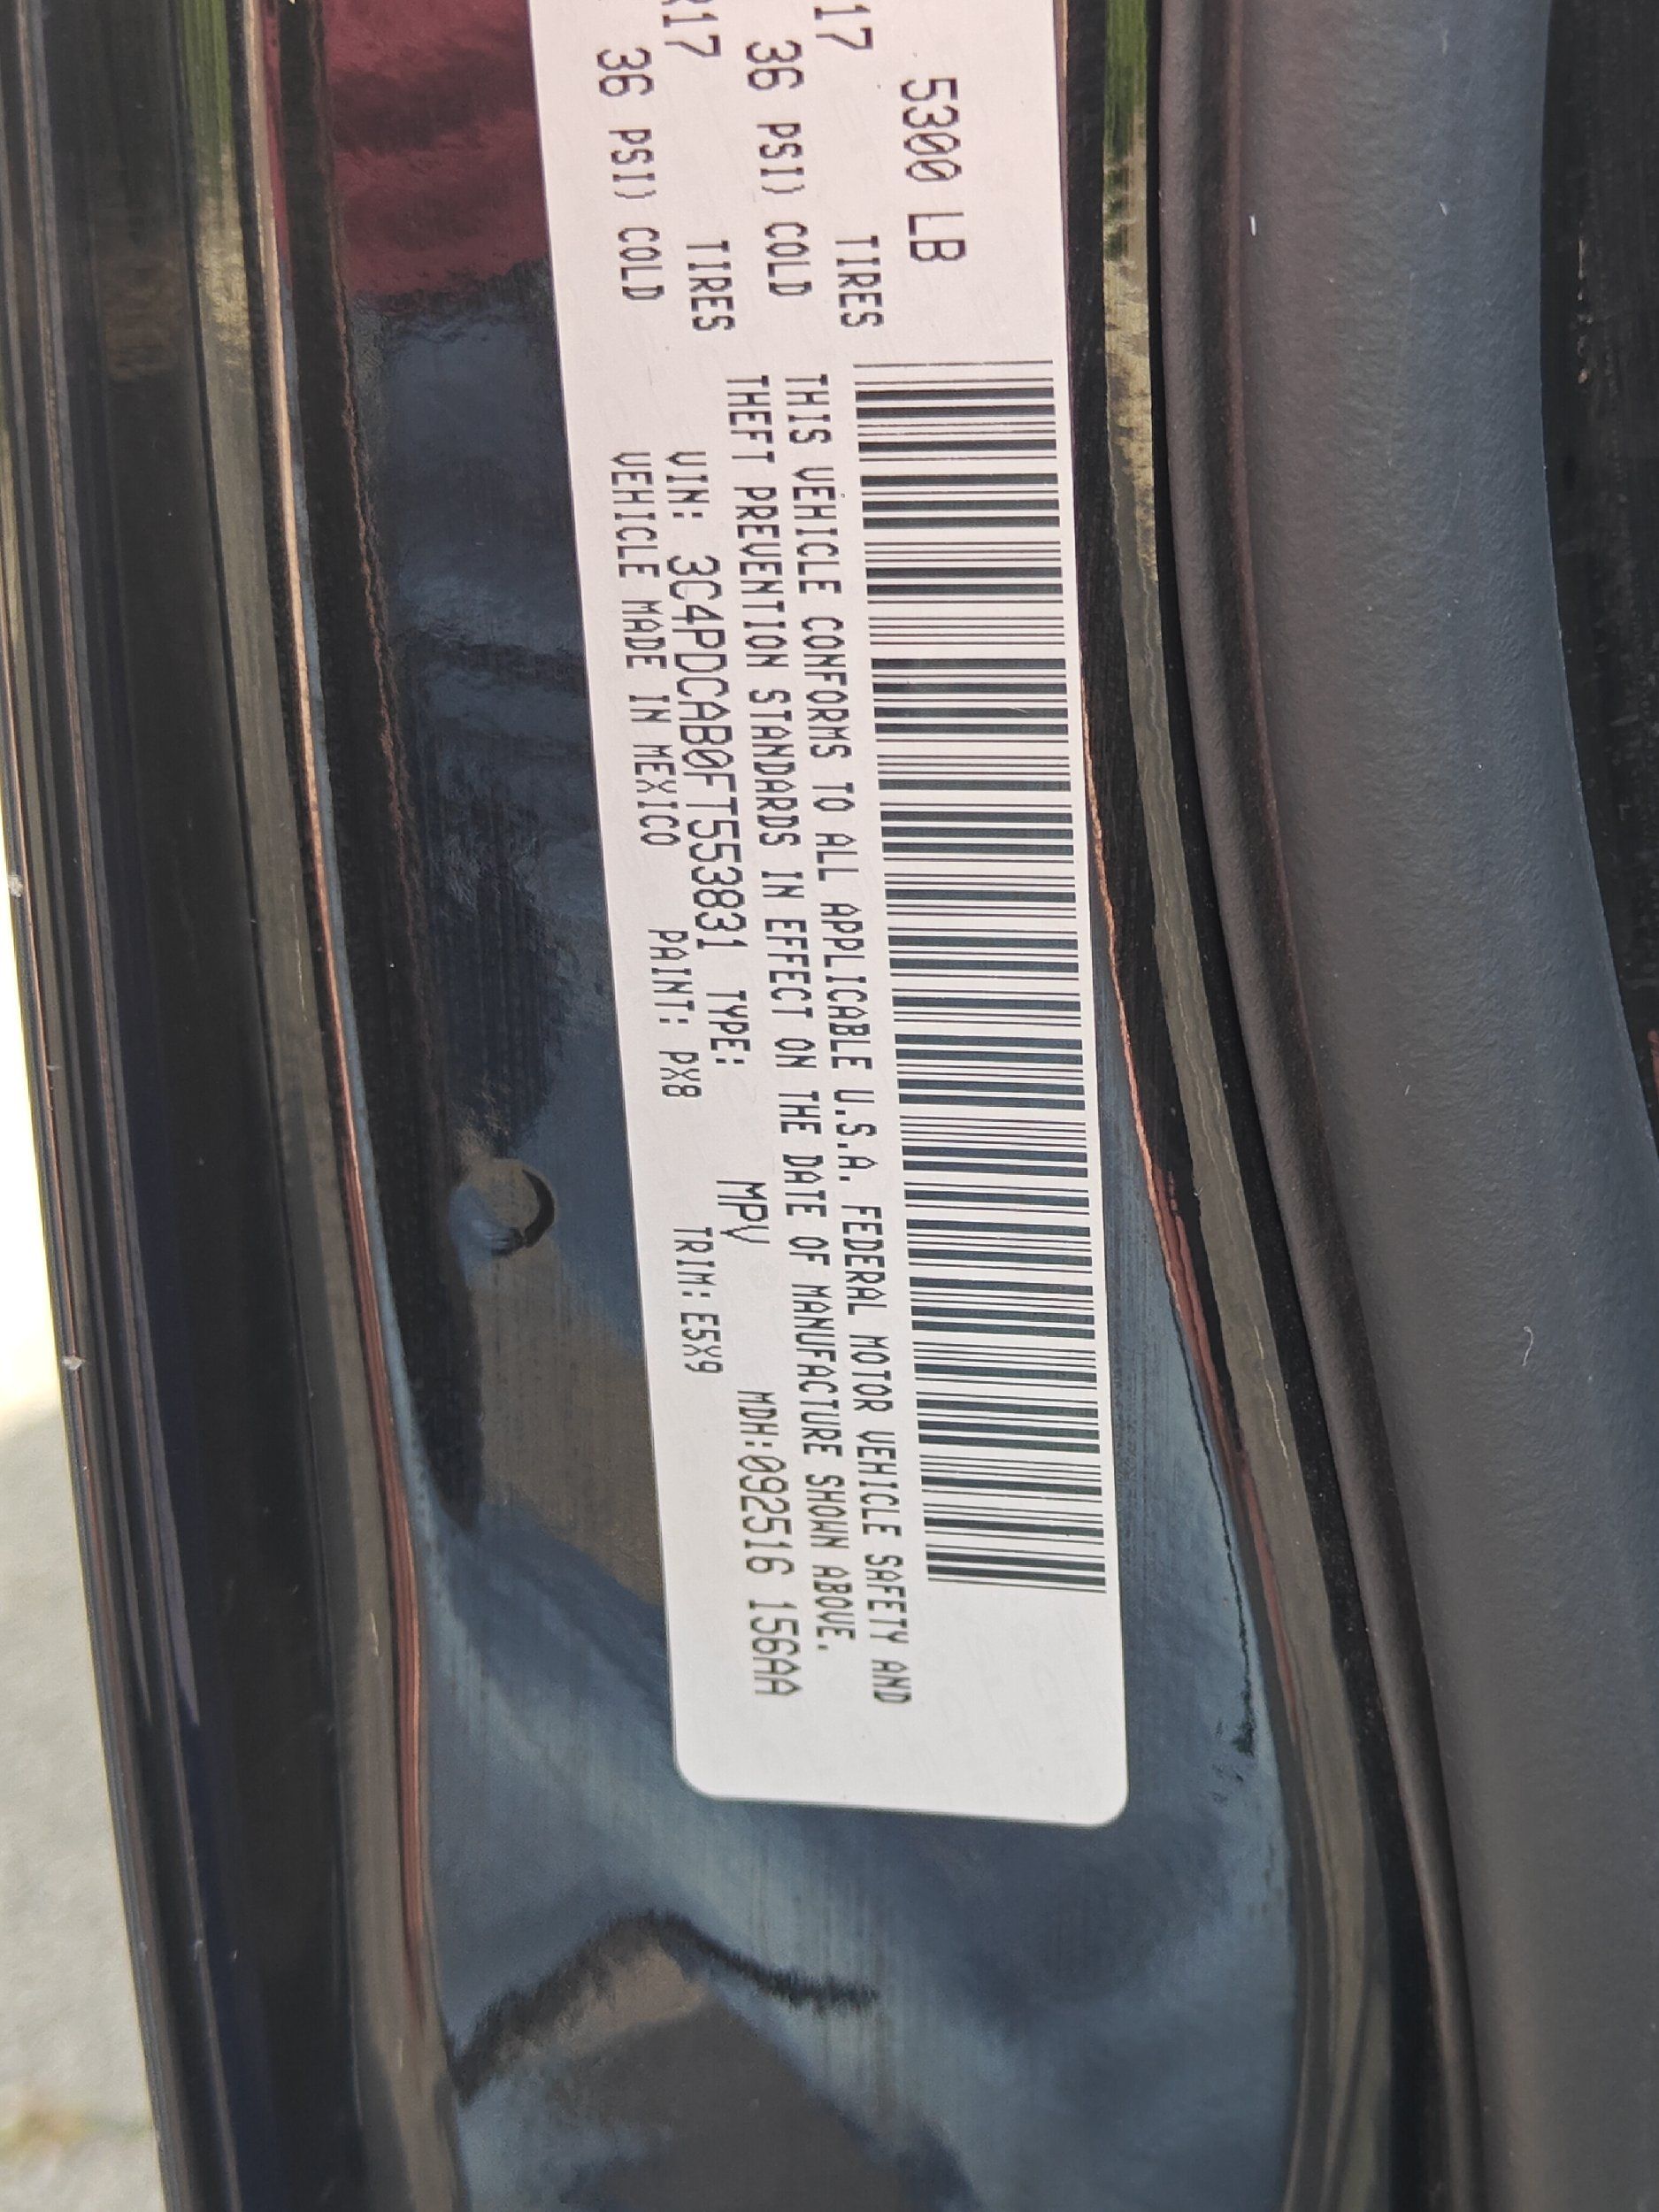 5300 LB
17 TIRES
36 PSI) COLD
R17 TIRES
36 PSI) COLD
THIS VEHICLE CONFORMS TO ALL APPLICABLE U.S.A. FEDERAL MOTOR VEHICLE SAFETY AND
THEFT PREVENTION STANDARDS IN EFFECT ON THE DATE OF MANUFACTURE SHOWN ABOVE.
VIN: 3C4PDCAB0FT553831 TYPE: MPV MDH:092516 156AA
VEHICLE MADE IN MEXICO PAINT: PX8 TRIM: E5X9